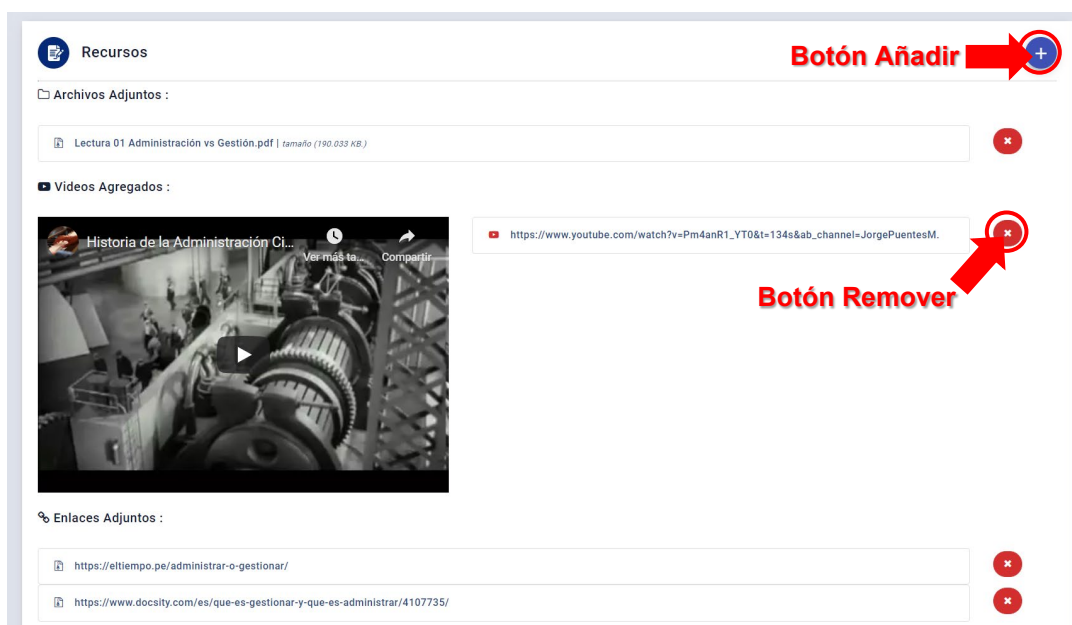 Recursos
Botón Añadir
Archivos Adjuntos :
Lectura 01 Administración vs Gestión.pdf | tamaño (190.033 KB.)
Videos Agregados :
Historia de la Administración Ci...
Ver más ta...
Compartir
https://www.youtube.com/watch?v=Pm4anR1_YT0&t=134s&ab_channel=JorgePuentesM.
Botón Remover
Enlaces Adjuntos :
https://eltiempo.pe/administrar-o-gestionar/
https://www.docsity.com/es/que-es-gestionar-y-que-es-administrar/4107735/